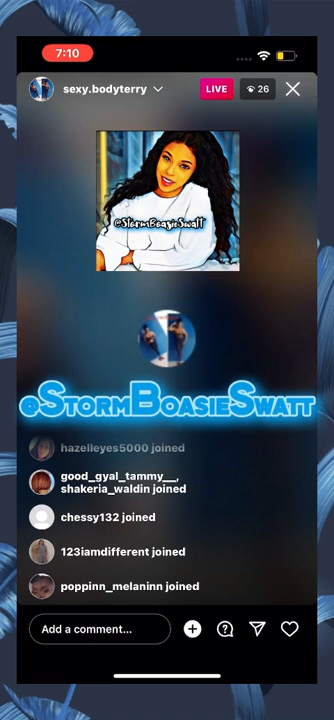 7:10
sexy.bodyterry
LIVE
26
@StormBoasieSwatt
@StormBoasieSwatt
hazelleyes5000 joined
good_gyal_tammy__,
shakeria_waldin joined
chessy132 joined
123iamdifferent joined
poppinn_melaninn joined
Add a comment...